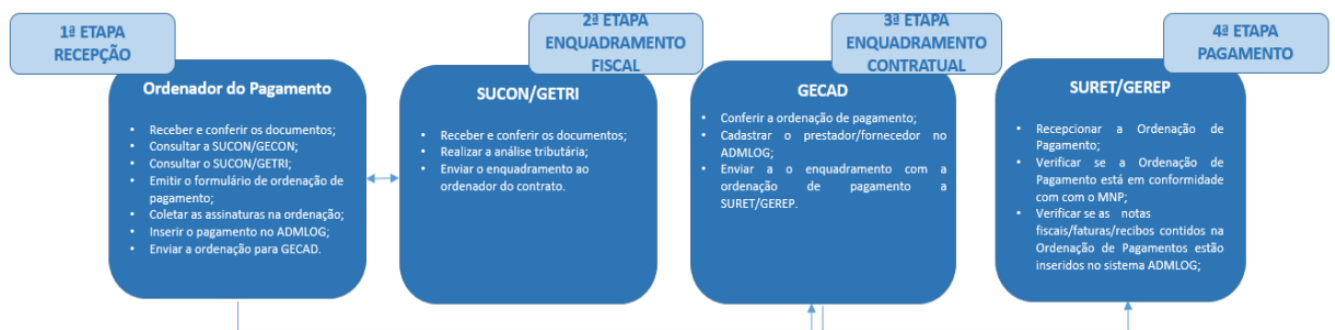 1ª ETAPA
RECEPÇÃO
Ordenador do Pagamento
• Receber e conferir os documentos;
• Consultar a SUCON/GECON;
• Consultar o SUCON/GETRI;
• Emitir o formulário de ordenação de
pagamento;
• Coletar as assinaturas na ordenação;
• Inserir o pagamento no ADMLOG;
• Enviar a ordenação para GECAD.
2ª ETAPA
ENQUADRAMENTO
FISCAL
SUCON/GETRI
• Receber e conferir os documentos;
• Realizar a análise tributária;
• Enviar o enquadramento ao
ordenador do contrato.
3ª ETAPA
ENQUADRAMENTO
CONTRATUAL
GECAD
• Conferir a ordenação de pagamento;
• Cadastrar o prestador/fornecedor no
ADMLOG;
• Enviar a o enquadramento com a
ordenação de pagamento a
SURET/GEREP.
4ª ETAPA
PAGAMENTO
SURET/GEREP
• Recepcionar a Ordenação de
Pagamento;
• Verificar se a Ordenação de
Pagamento está em conformidade
com com o MNP;
• Verificar se as notas
fiscais/faturas/recibos contidos na
Ordenação de Pagamentos estão
inseridos no sistema ADMLOG;